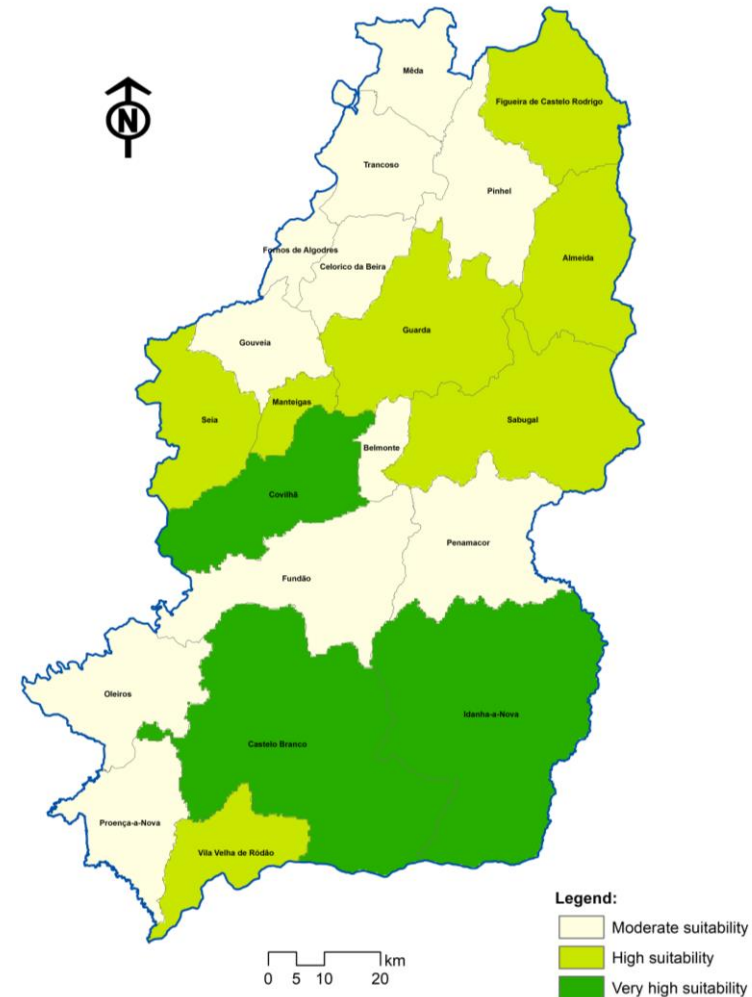 Mêda
Figueira de Castelo Rodrigo
N
Trancoso
Pinhel
Fornos de Algodres
Celorico da Beira
Almeida
Guarda
Gouveia
Manteigas
Seia
Sabugal
Belmonte
Covilhã
Penamacor
Fundão
Oleiros
Idanha-a-Nova
Castelo Branco
Proença-a-Nova
Vila Velha de Ródão
Legend:
Moderate suitability
High suitability
Very high suitability
km
0 5 10 20